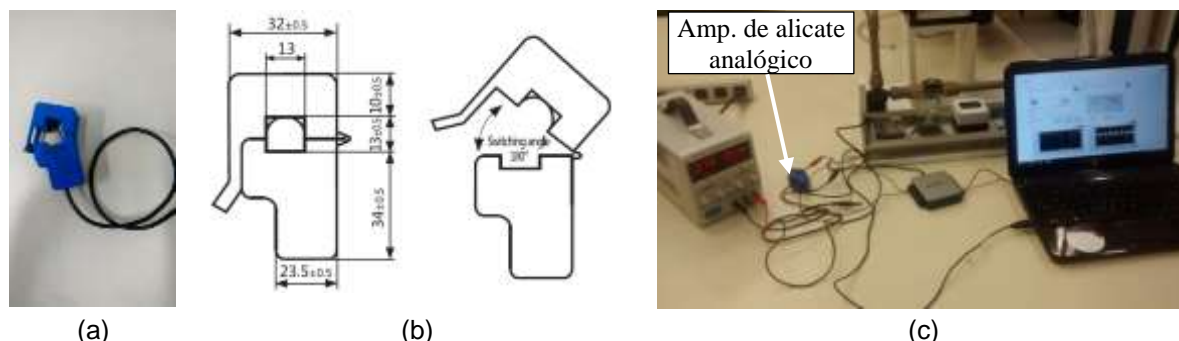 32±0.5
13
10±0.5
13±0.5
34±0.5
23.5±0.5
Switching angle
180°
Amp. de alicate
analógico
(a)
(b)
(c)